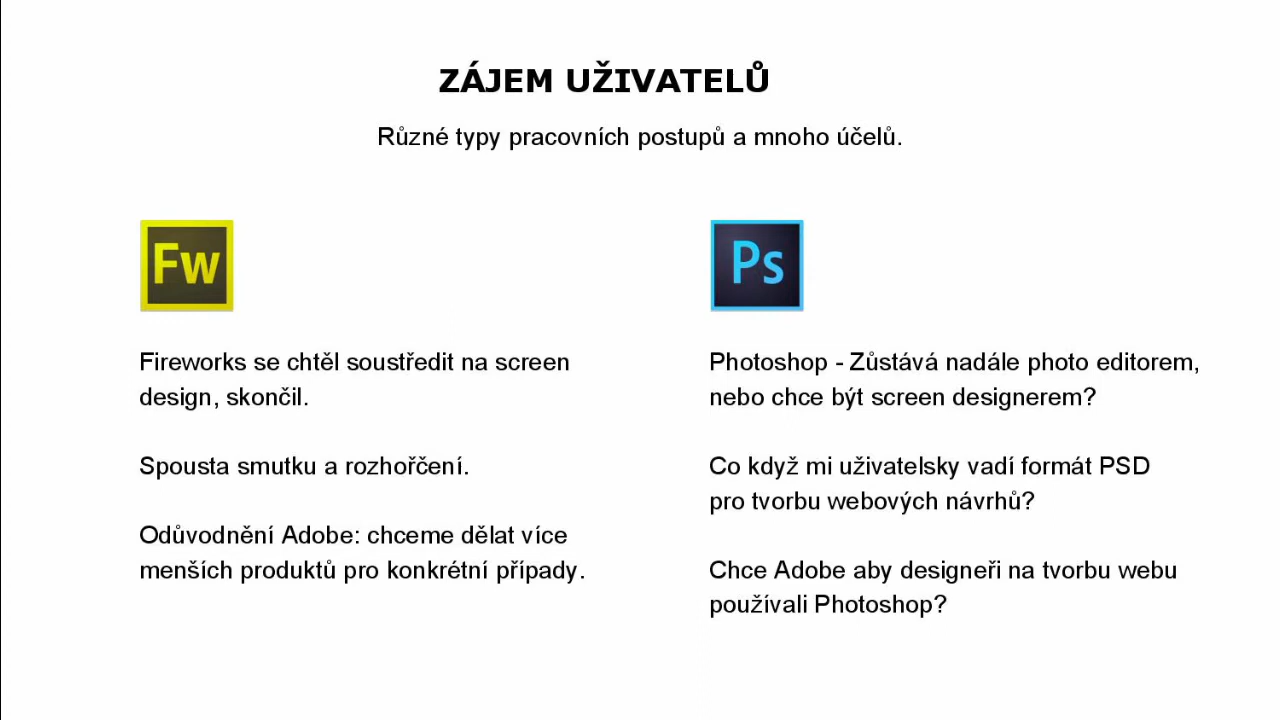 ZÁJEM UŽIVATELŮ
Různé typy pracovních postupů a mnoho účelů.
Fw
Fireworks se chtěl soustředit na screen
design, skončil.
Spousta smutku a rozhořčení.
Odůvodnění Adobe: chceme dělat více
menších produktů pro konkrétní případy.
Ps
Photoshop - Zůstává nadále photo editorem,
nebo chce být screen designerem?
Co když mi uživatelsky vadí formát PSD
pro tvorbu webových návrhů?
Chce Adobe aby designeři na tvorbu webu
používali Photoshop?